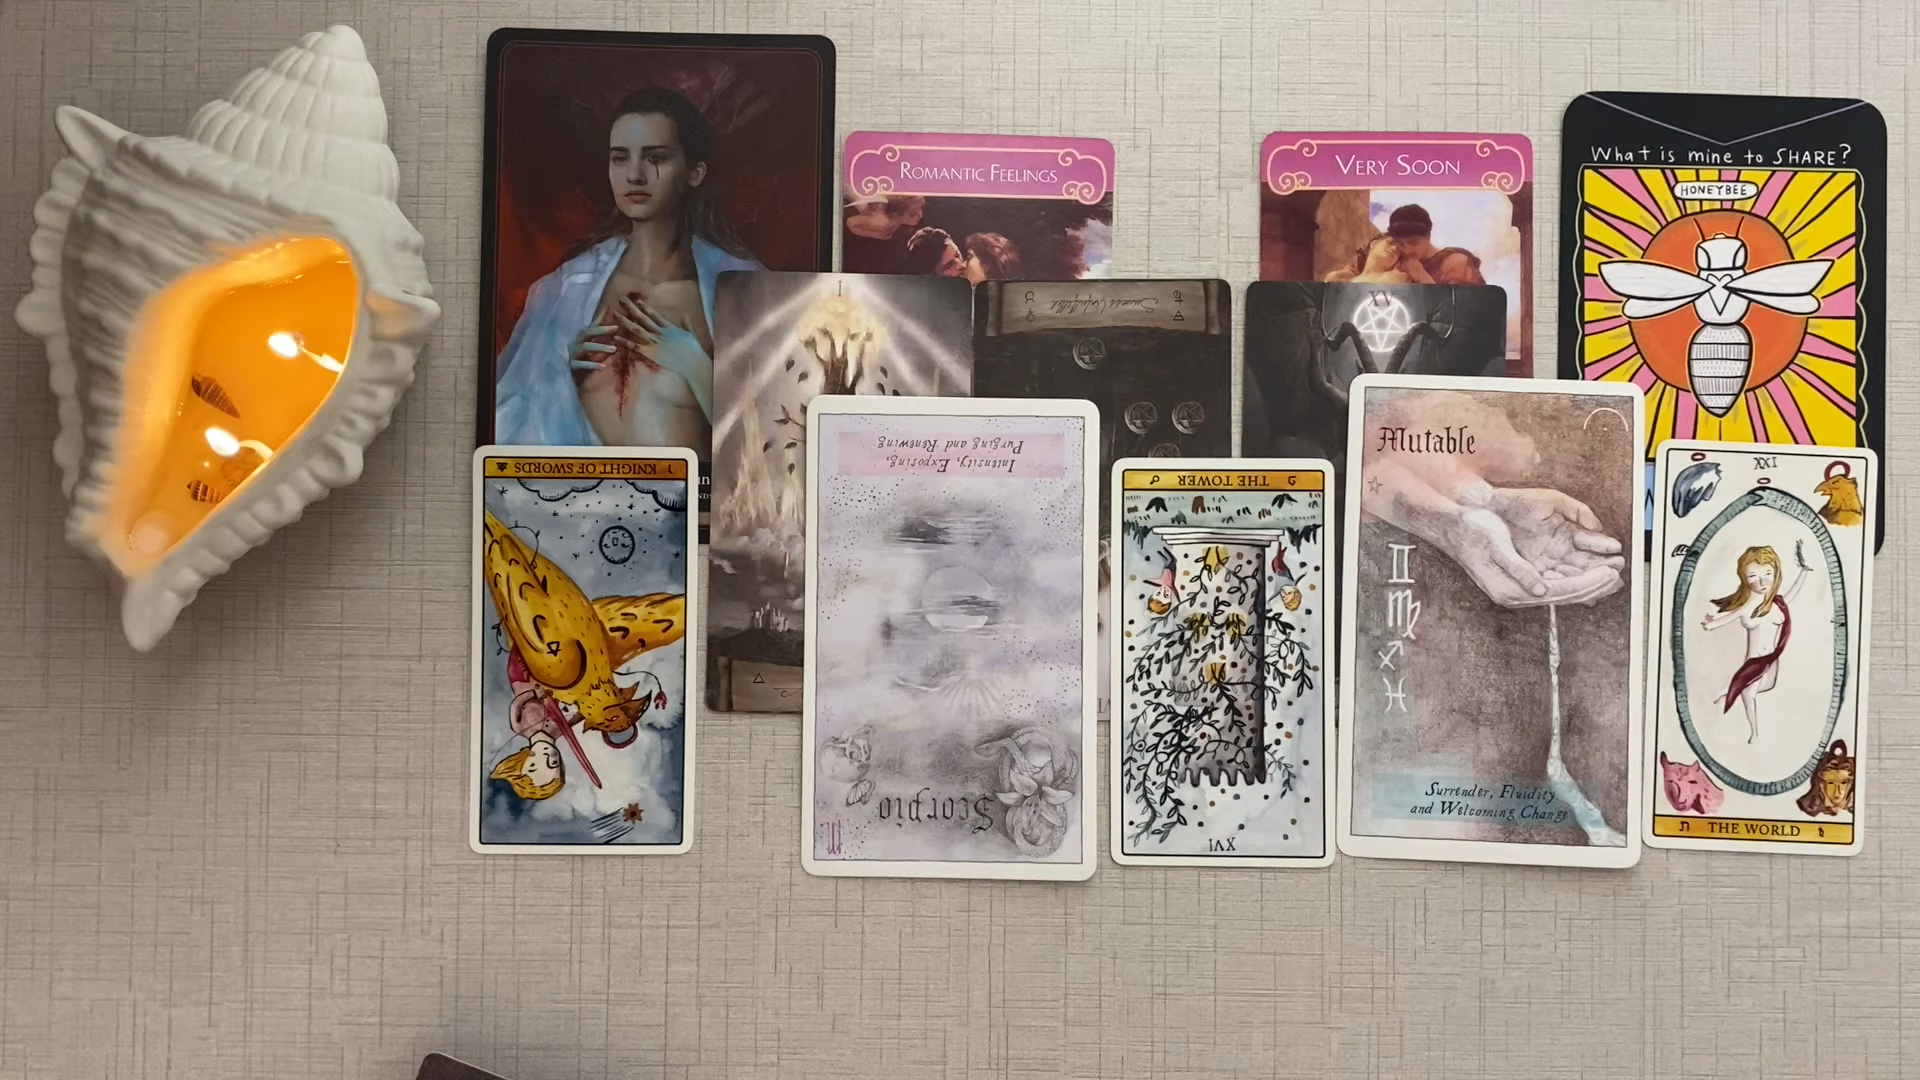 ROMANTIC FEELINGS
VERY SOON
What is mine to SHARE?
HONEYBEE
I
XV
KNIGHT OF SWORDS
Intensity, Exposing,
Purging and Renewing
Scorpio
THE TOWER
XVI
Mutable
Surrender, Fluidity
and Welcoming Change
XXI
THE WORLD